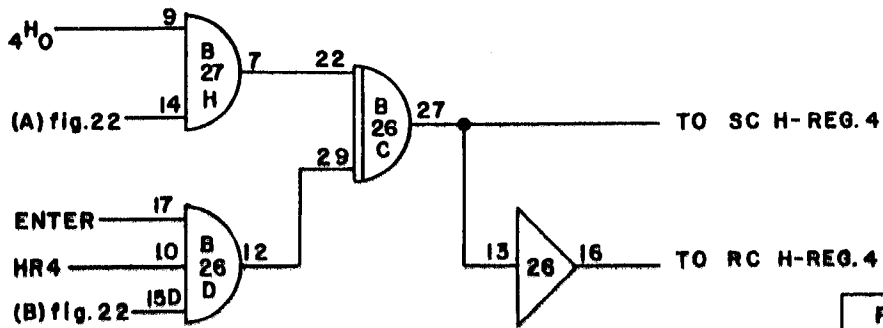 9
4H0
B
27
H
7
22
14
(A) fig. 22
B
26
C
27
TO SC H-REG. 4
29
ENTER
17
HR4
10
B
26
D
12
(B) fig. 22
15D
13
26
16
TO RC H-REG. 4